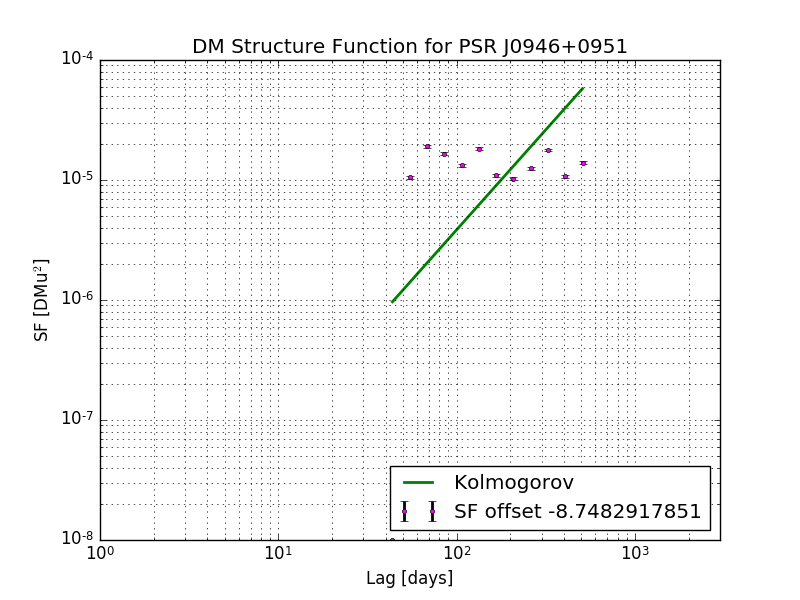 DM Structure Function for PSR J0946+0951
10⁻⁴
10⁻⁵
10⁻⁶
10⁻⁷
10⁻⁸
SF [DMu²]
Kolmogorov
SF offset -8.7482917851
10⁰ 10¹ 10² 10³
Lag [days]